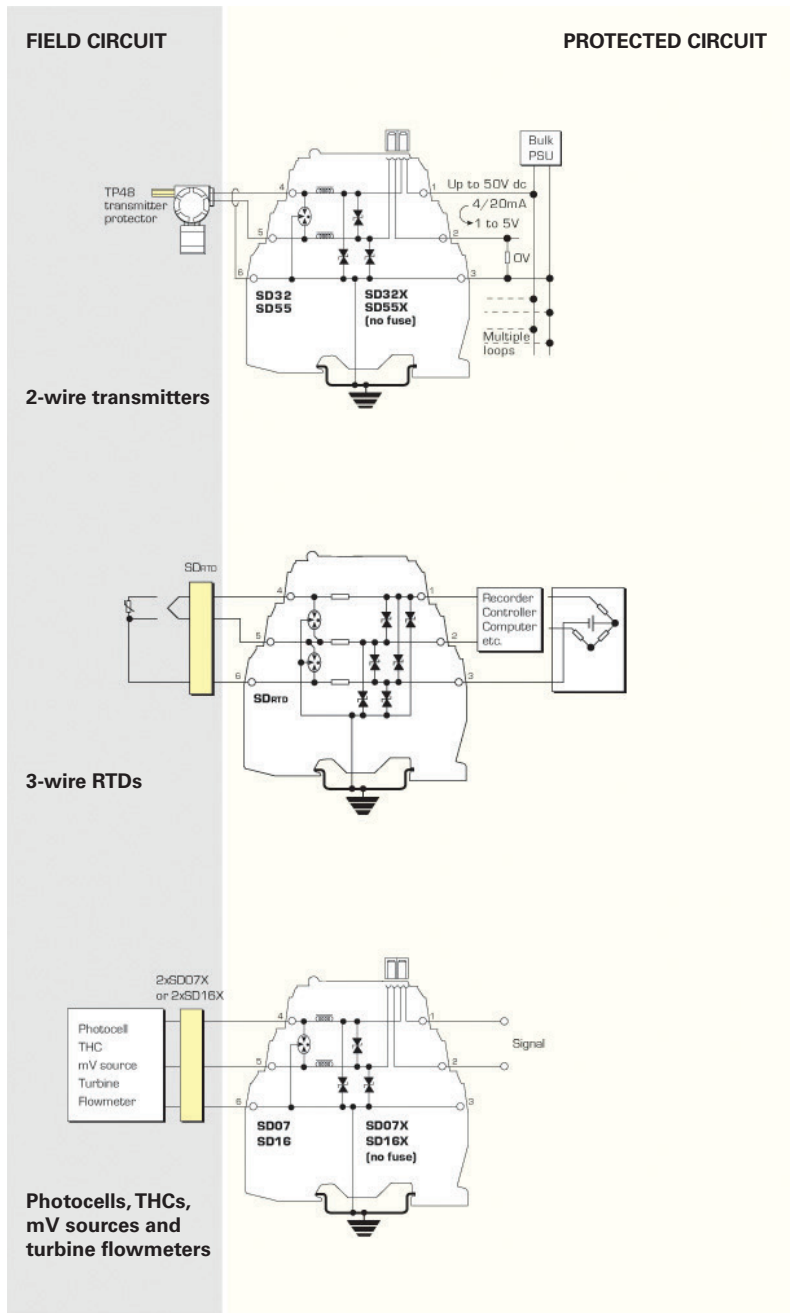 FIELD CIRCUIT
PROTECTED CIRCUIT
Bulk
PSU
TP48
transmitter
protector
4
5
6
1
2
3
Up to 50V dc
4/20mA
1 to 5V
0V
SD32
SD55
SD32X
SD55X
(no fuse)
Multiple
loops
2-wire transmitters
SDRTD
4
5
6
1
2
3
Recorder
Controller
Computer
etc.
SDRTD
3-wire RTDs
2xSD07X
or 2xSD16X
Photocell
THC
mV source
Turbine
Flowmeter
4
5
6
1
2
3
Signal
SD07
SD16
SD07X
SD16X
(no fuse)
Photocells, THCs,
mV sources and
turbine flowmeters